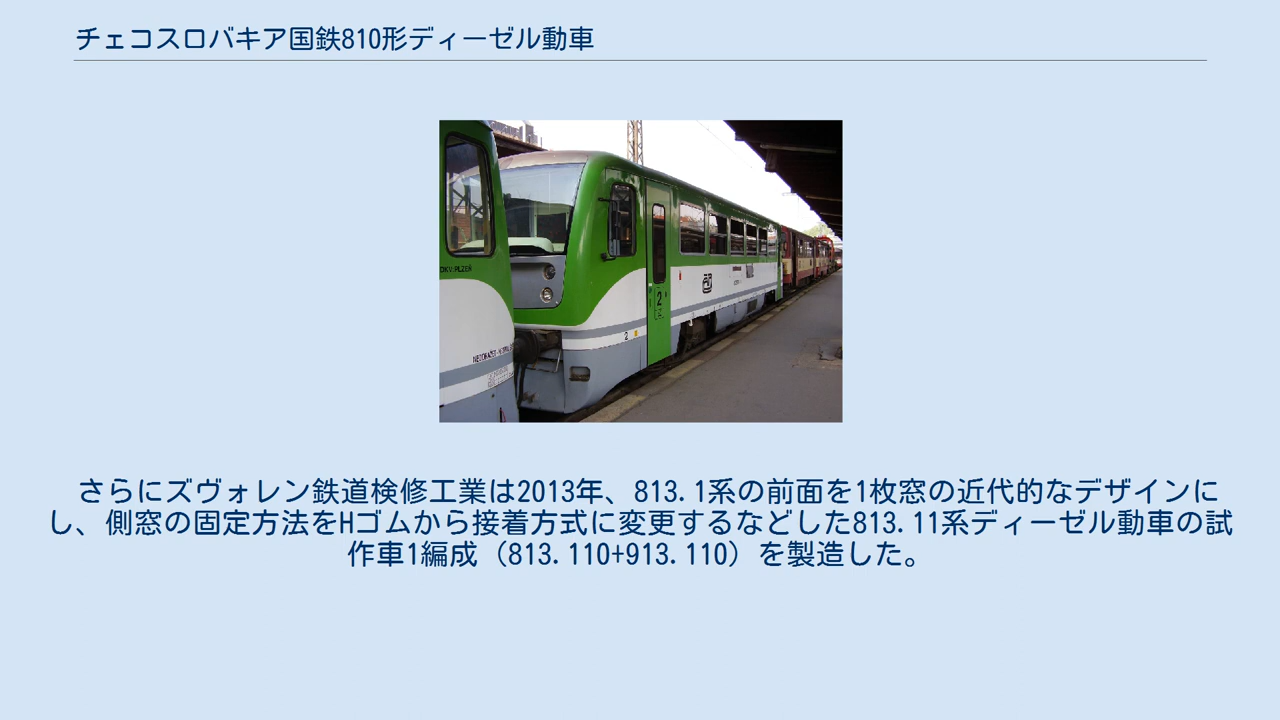 チェコスロバキア国鉄810形ディーゼル動車
DKV PLZEŇ
2
2
さらにズヴォレン鉄道検修工業は2013年、813.1系の前面を1枚窓の近代的なデザインに
し、側窓の固定方法をHゴムから接着方式に変更するなどした813.11系ディーゼル動車の試
作車1編成（813.110+913.110）を製造した。